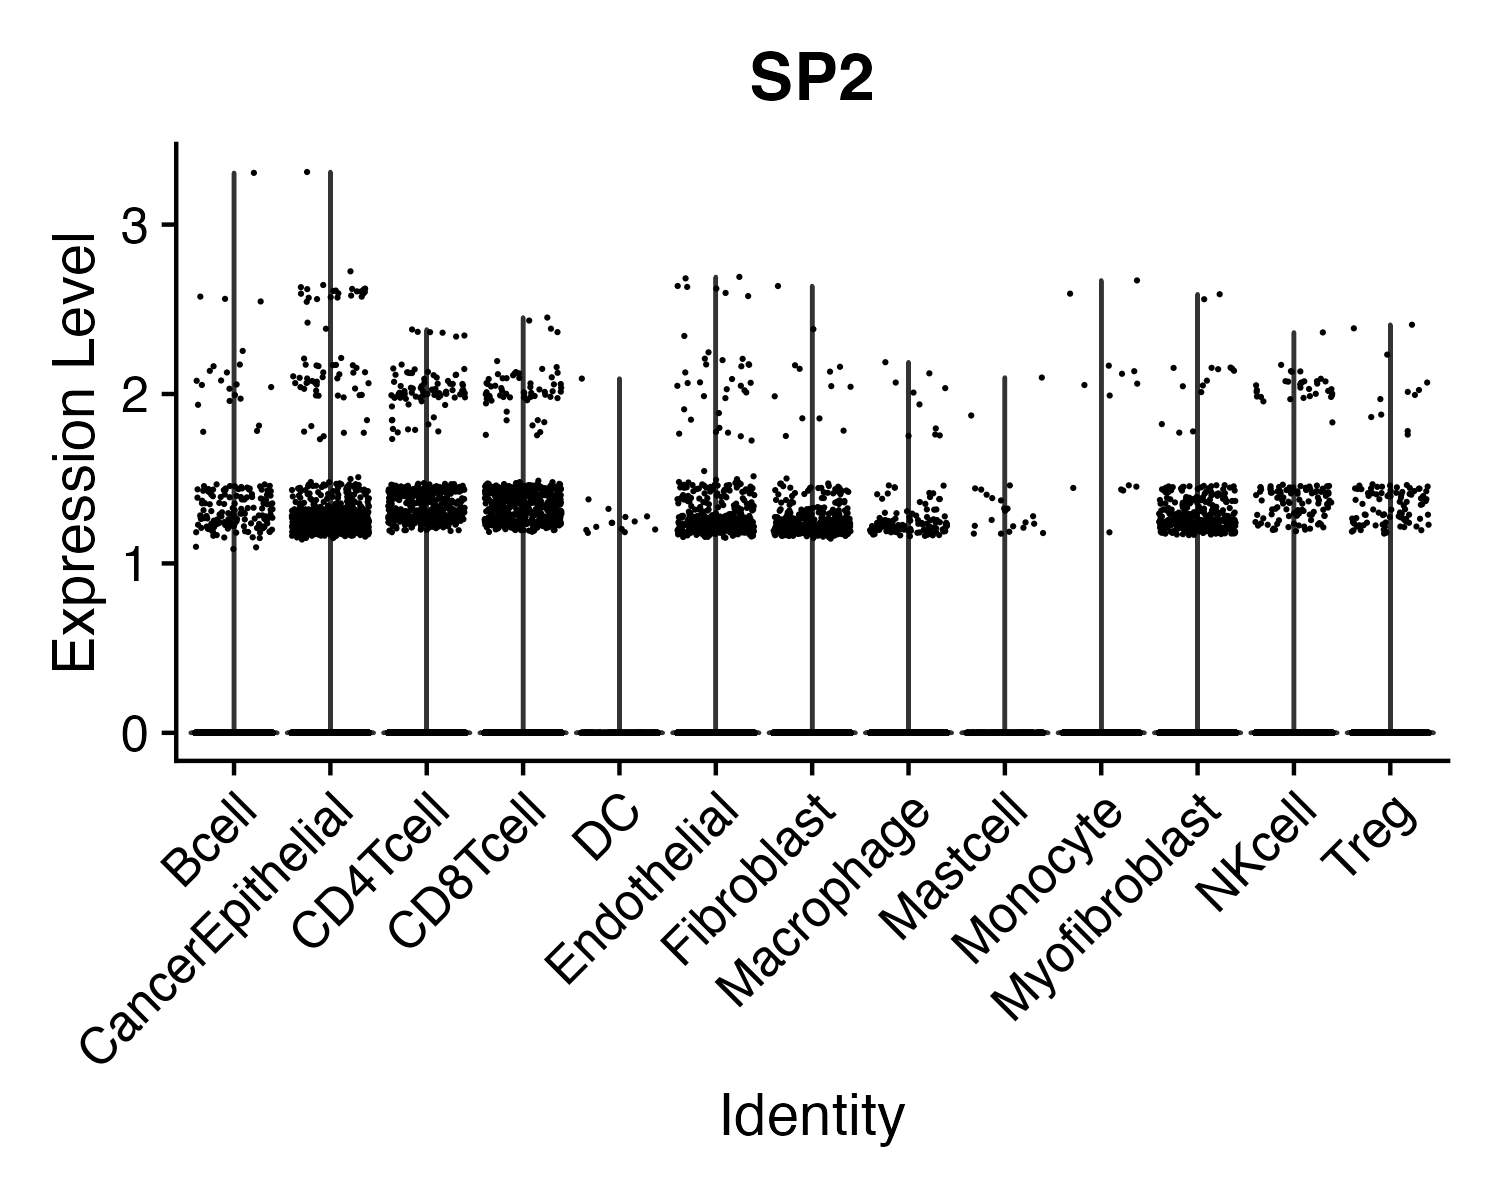 SP2
Expression Level
3
2
1
0
Bcell
CancerEpithelial
CD4Tcell
CD8Tcell
DC
Endothelial
Fibroblast
Macrophage
Mastcell
Monocyte
Myofibroblast
NKcell
Treg
Identity